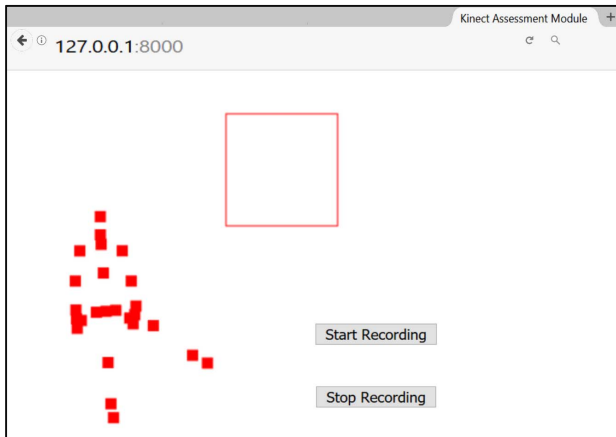 Kinect Assessment Module
127.0.0.1:8000
Start Recording
Stop Recording